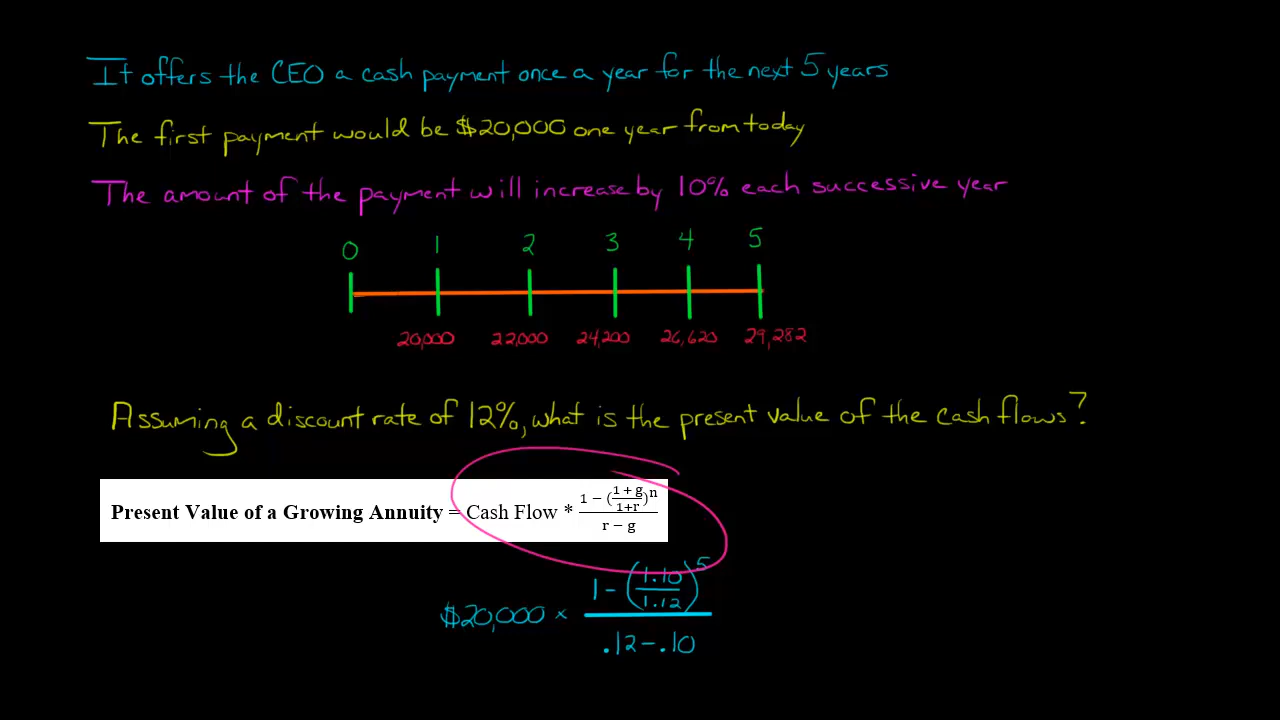 It offers the CEO a cash payment once a year for the next 5 years
The first payment would be $20,000 one year from today
The amount of the payment will increase by 10% each successive year
0 1 2 3 4 5
20,000 22,000 24,200 26,620 29,282
Assuming a discount rate of 12%, what is the present value of the cash flows?
Present Value of a Growing Annuity = Cash Flow * (1 − ((1+g)/(1+r))^n)/(r − g)
$20,000 × (1 - (1.10/1.12)^5)/(.12 - .10)